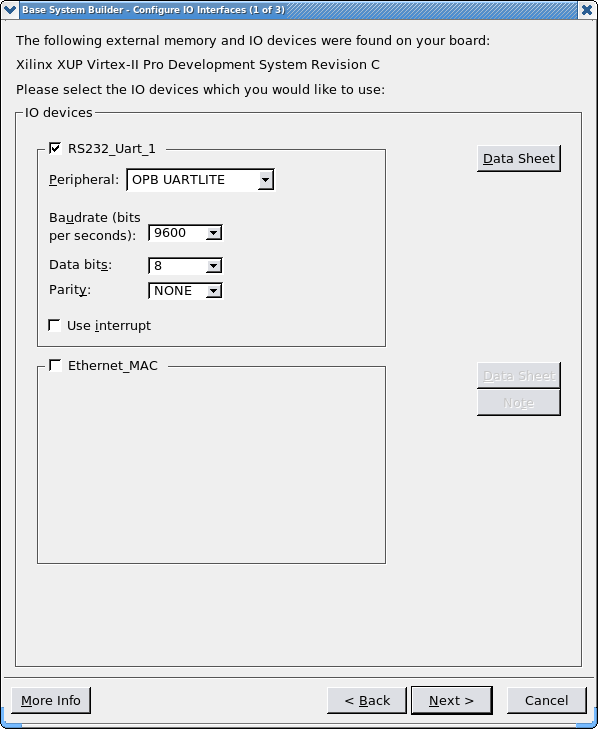 Base System Builder - Configure IO Interfaces (1 of 3)
The following external memory and IO devices were found on your board:
Xilinx XUP Virtex-II Pro Development System Revision C
Please select the IO devices which you would like to use:
IO devices
RS232_Uart_1
Data Sheet
Peripheral: OPB UARTLITE
Baudrate (bits
per seconds): 9600
Data bits: 8
Parity: NONE
Use interrupt
Ethernet_MAC
Data Sheet
Note
More Info
< Back
Next >
Cancel